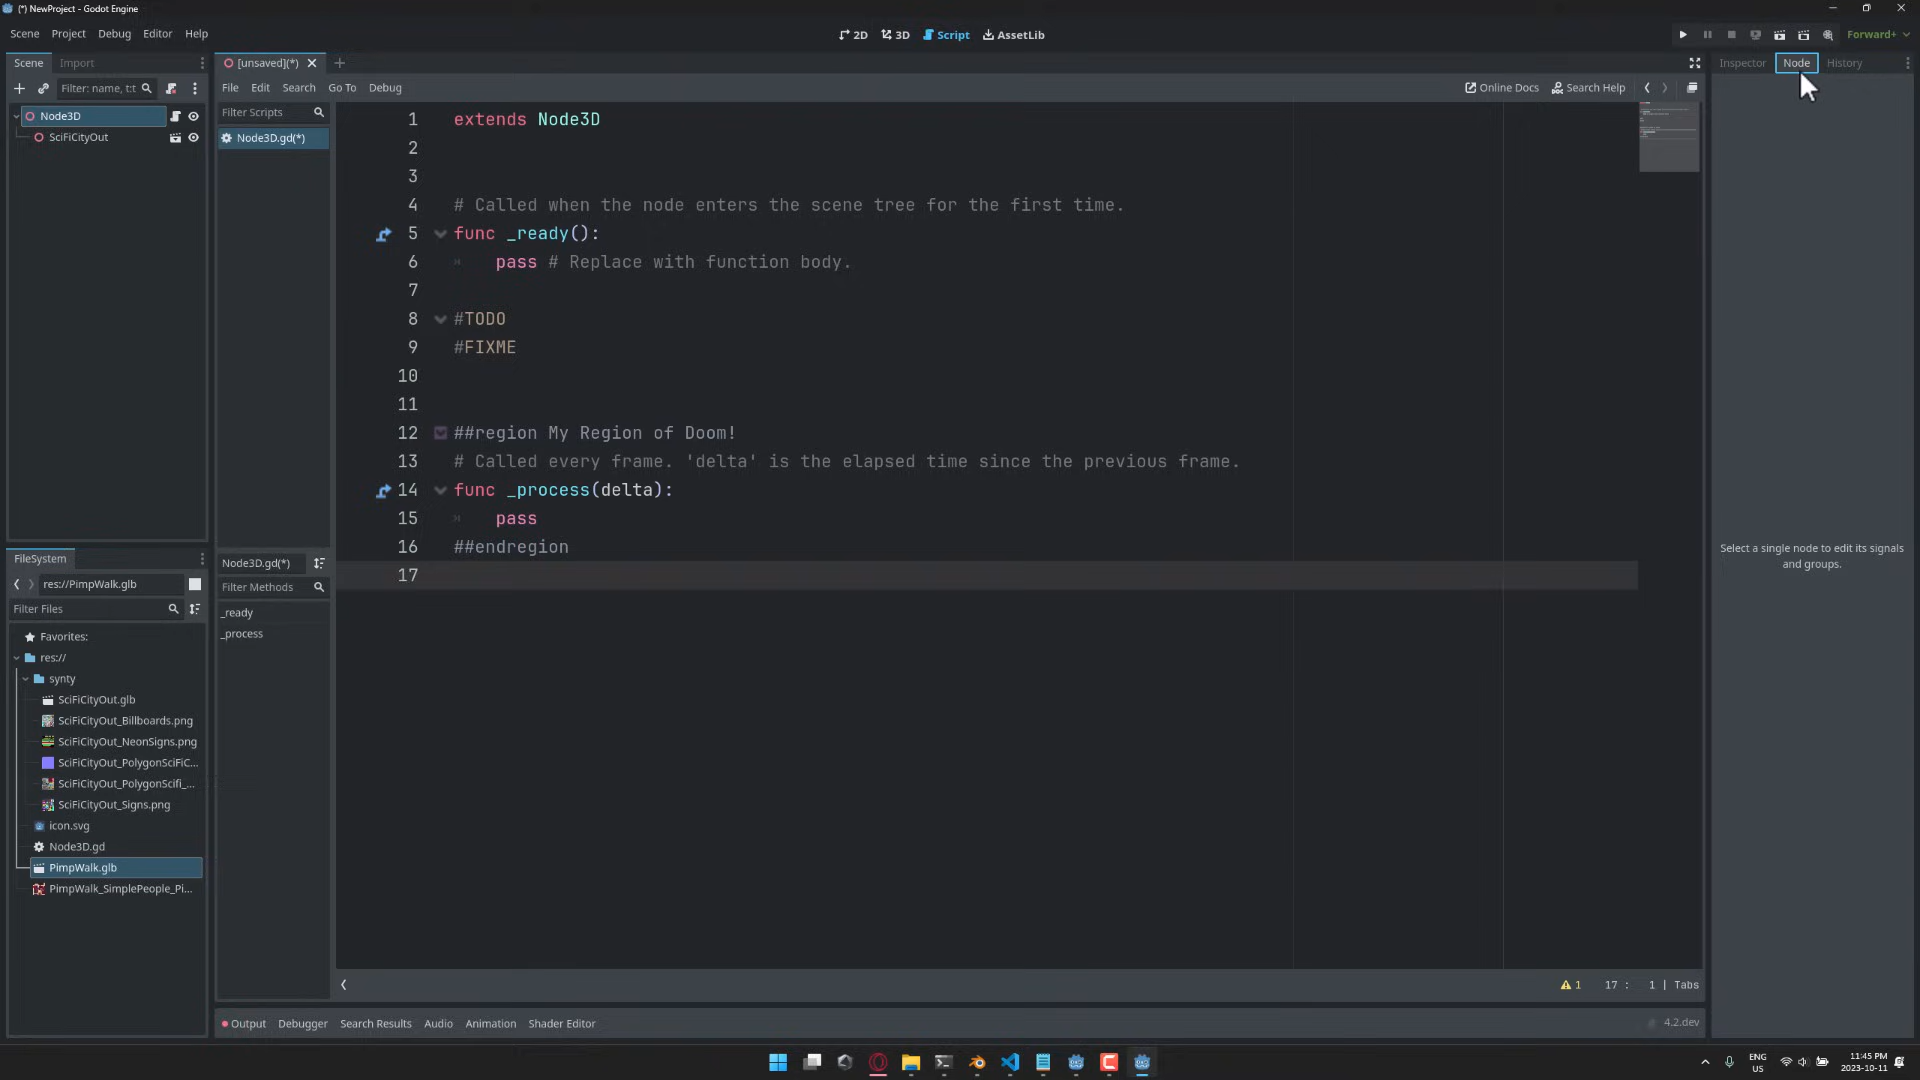 (*) NewProject - Godot Engine
Scene Project Debug Editor Help
2D 3D Script AssetLib
Forward+
Scene Import
[unsaved](*)
Inspector Node History
Filter: name, t:t
File Edit Search Go To Debug
Online Docs Search Help
Node3D
SciFiCityOut
Filter Scripts
Node3D.gd(*)
1 extends Node3D
2
3
4 # Called when the node enters the scene tree for the first time.
5 func _ready():
6 pass # Replace with function body.
7
8 #TODO
9 #FIXME
10
11
12 ##region My Region of Doom!
13 # Called every frame. 'delta' is the elapsed time since the previous frame.
14 func _process(delta):
15 pass
16 ##endregion
17
Select a single node to edit its signals
and groups.
FileSystem
res://PimpWalk.glb
Filter Files
Favorites:
res://
synty
SciFiCityOut.glb
SciFiCityOut_Billboards.png
SciFiCityOut_NeonSigns.png
SciFiCityOut_PolygonSciFiC...
SciFiCityOut_PolygonScifi_...
SciFiCityOut_Signs.png
icon.svg
Node3D.gd
PimpWalk.glb
PimpWalk_SimplePeople_Pi...
Node3D.gd(*)
Filter Methods
_ready
_process
1 17 : 1 | Tabs
Output Debugger Search Results Audio Animation Shader Editor
4.2.dev
ENG
US
11:45 PM
2023-10-11